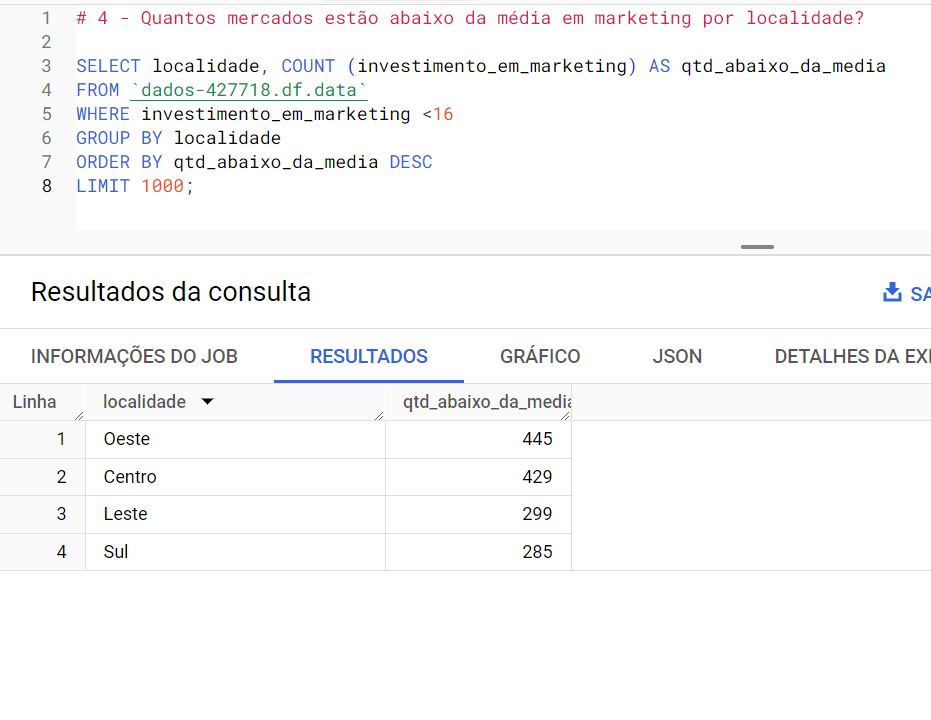 1 # 4 - Quantos mercados estão abaixo da média em marketing por localidade?
2
3 SELECT localidade, COUNT (investimento_em_marketing) AS qtd_abaixo_da_media
4 FROM `dados-427718.df.data`
5 WHERE investimento_em_marketing <16
6 GROUP BY localidade
7 ORDER BY qtd_abaixo_da_media DESC
8 LIMIT 1000;
Resultados da consulta SA
INFORMAÇÕES DO JOB RESULTADOS GRÁFICO JSON DETALHES DA EX
Linha localidade qtd_abaixo_da_media
1 Oeste 445
2 Centro 429
3 Leste 299
4 Sul 285